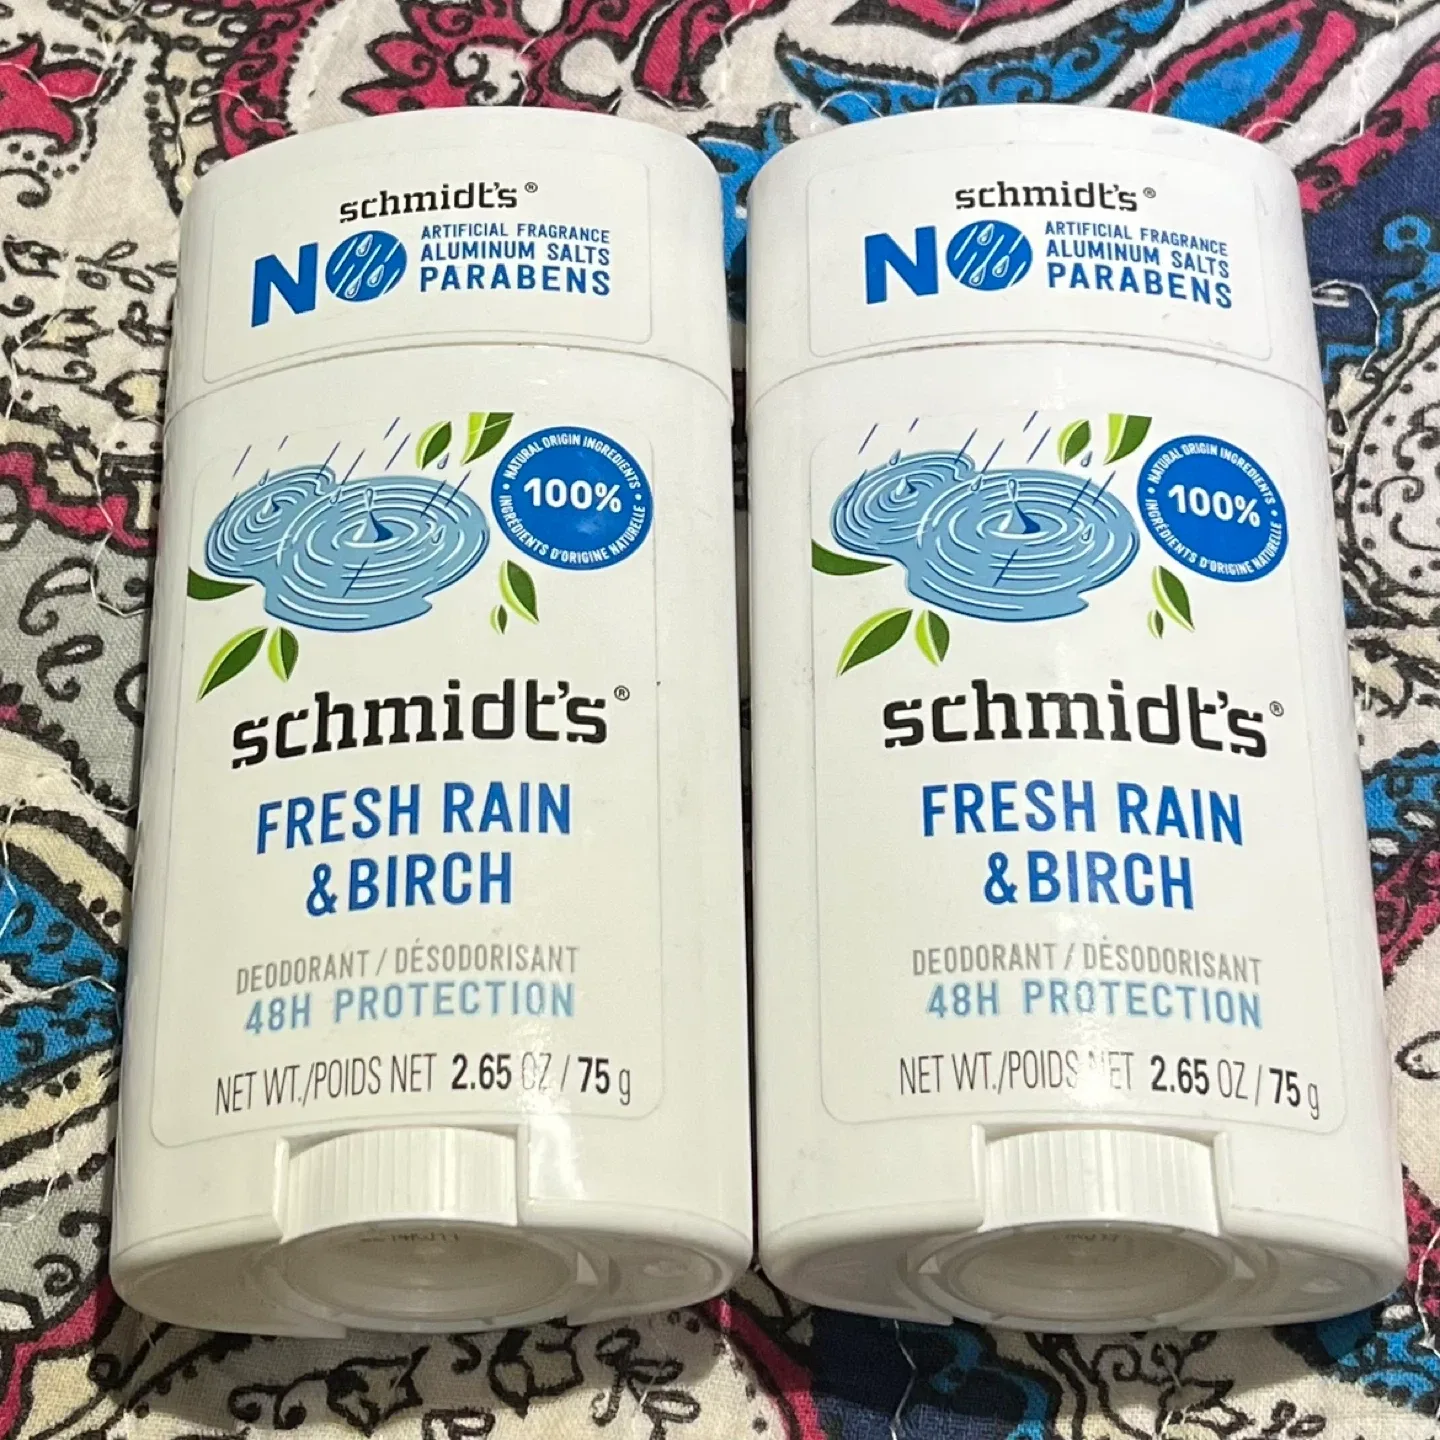 schmidt's®
NO
ARTIFICIAL FRAGRANCE
ALUMINUM SALTS
PARABENS
NATURAL ORIGIN INGREDIENTS
100%
INGRÉDIENTS D'ORIGINE NATURELLE
schmidt's®
FRESH RAIN
& BIRCH
DEODORANT / DÉSODORISANT
48H PROTECTION
NET WT./POIDS NET 2.65 OZ / 75 g
schmidt's®
NO
ARTIFICIAL FRAGRANCE
ALUMINUM SALTS
PARABENS
NATURAL ORIGIN INGREDIENTS
100%
INGRÉDIENTS D'ORIGINE NATURELLE
schmidt's®
FRESH RAIN
& BIRCH
DEODORANT / DÉSODORISANT
48H PROTECTION
NET WT./POIDS NET 2.65 OZ / 75 g